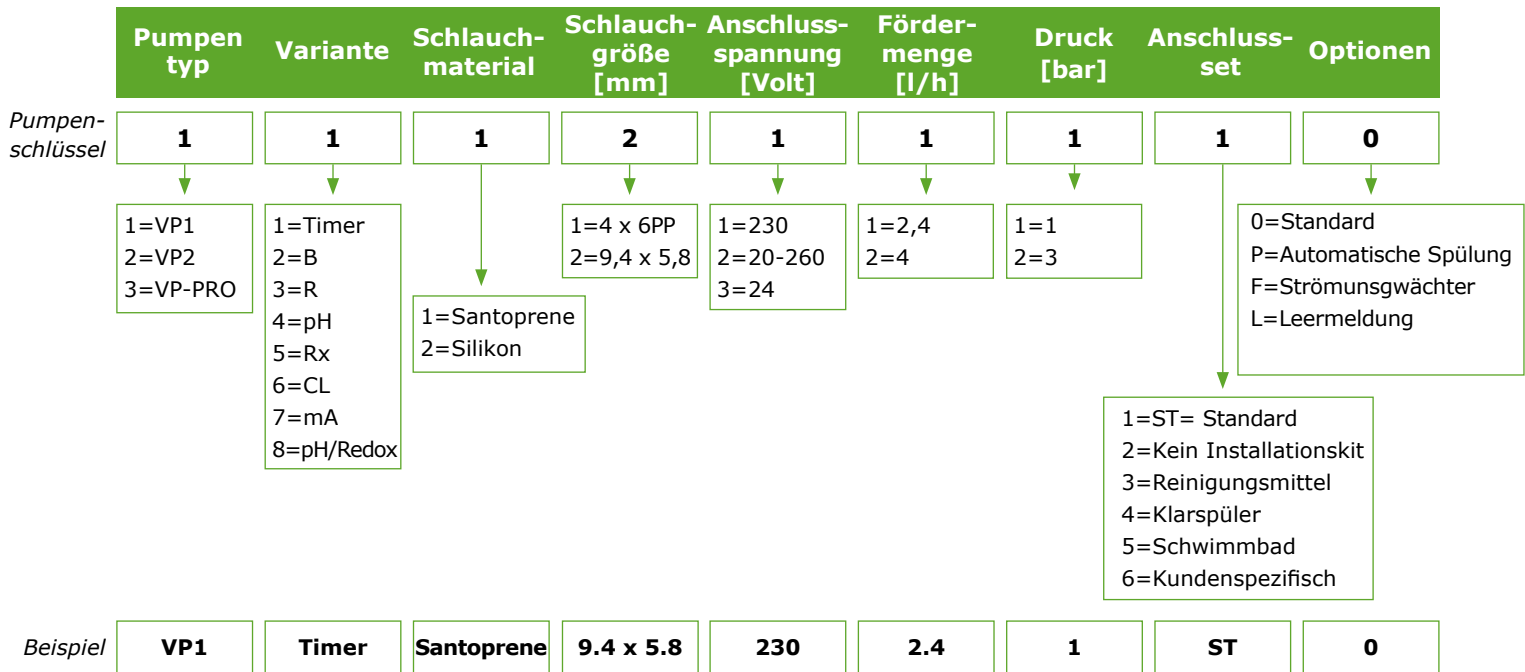 Pumpen
typ
Variante
Schlauch-
material
Schlauch-
größe
[mm]
Anschluss-
spannung
[Volt]
Förder-
menge
[l/h]
Druck
[bar]
Anschluss-
set
Optionen
Pumpen-
schlüssel
1
1
1
2
1
1
1
1
0
1=VP1
2=VP2
3=VP-PRO
1=Timer
2=B
3=R
4=pH
5=Rx
6=CL
7=mA
8=pH/Redox
1=Santoprene
2=Silikon
1=4 x 6PP
2=9,4 x 5,8
1=230
2=20-260
3=24
1=2,4
2=4
1=1
2=3
1=ST= Standard
2=Kein Installationskit
3=Reinigungsmittel
4=Klarspüler
5=Schwimmbad
6=Kundenspezifisch
0=Standard
P=Automatische Spülung
F=Strömunsgwächter
L=Leermeldung
Beispiel
VP1
Timer
Santoprene
9.4 x 5.8
230
2.4
1
ST
0